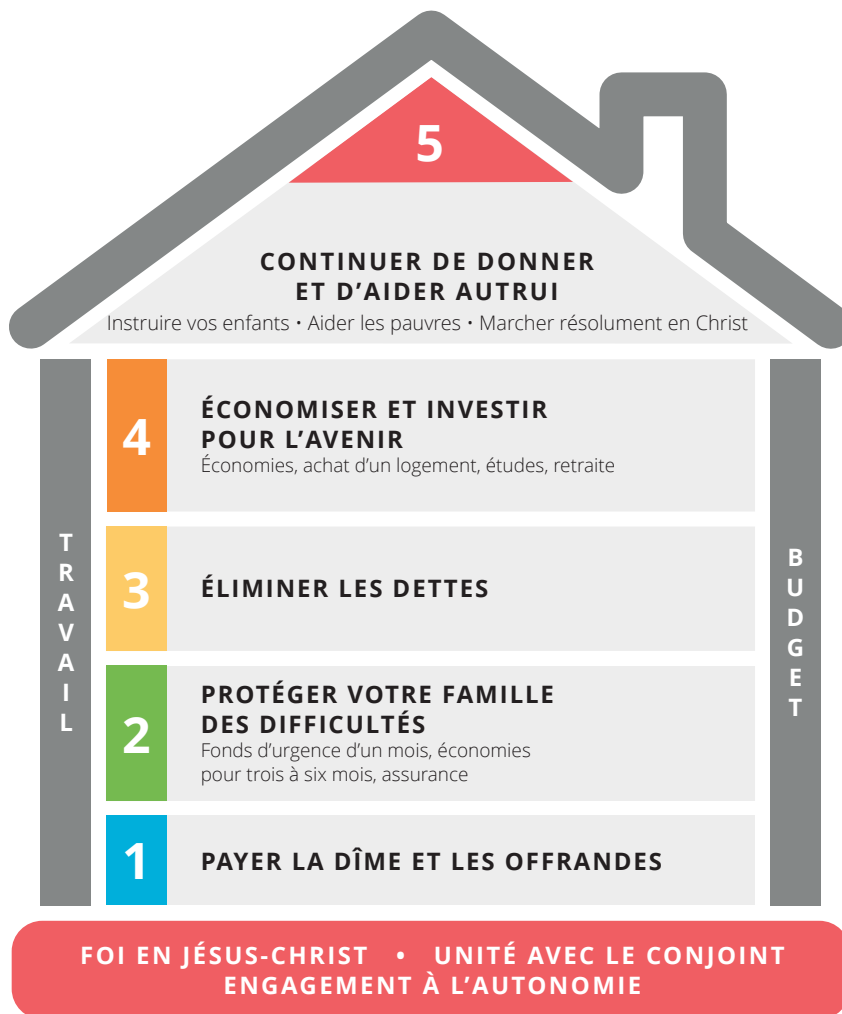 5
CONTINUER DE DONNER
ET D’AIDER AUTRUI
Instruire vos enfants • Aider les pauvres • Marcher résolument en Christ
TRAVAIL
4
ÉCONOMISER ET INVESTIR
POUR L’AVENIR
Économies, achat d’un logement, études, retraite
3
ÉLIMINER LES DETTES
2
PROTÉGER VOTRE FAMILLE
DES DIFFICULTÉS
Fonds d’urgence d’un mois, économies
pour trois à six mois, assurance
1
PAYER LA DÎME ET LES OFFRANDES
BUDGET
FOI EN JÉSUS-CHRIST • UNITÉ AVEC LE CONJOINT
ENGAGEMENT À L’AUTONOMIE